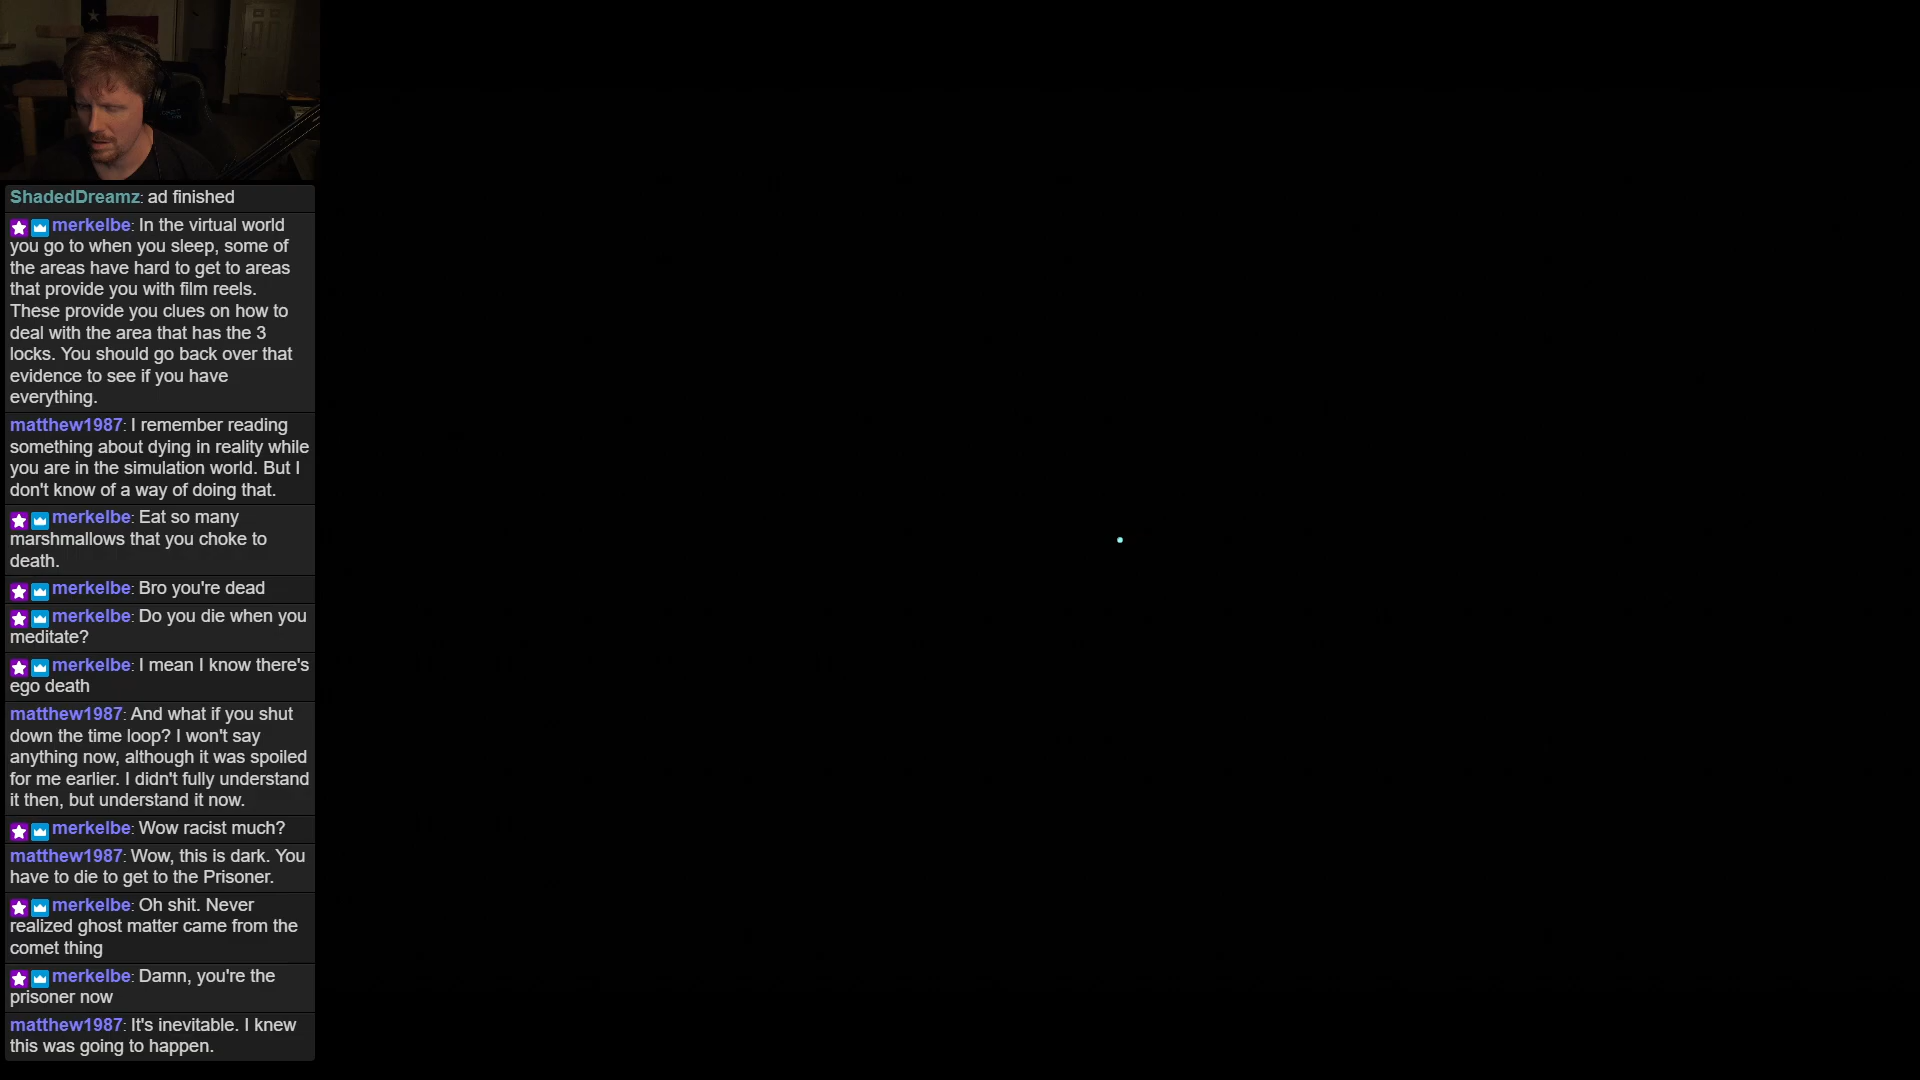 ShadedDreamz: ad finished
merkelbe: In the virtual world
you go to when you sleep, some of
the areas have hard to get to areas
that provide you with film reels.
These provide you clues on how to
deal with the area that has the 3
locks. You should go back over that
evidence to see if you have
everything.
matthew1987: I remember reading
something about dying in reality while
you are in the simulation world. But I
don't know of a way of doing that.
merkelbe: Eat so many
marshmallows that you choke to
death.
merkelbe: Bro you're dead
merkelbe: Do you die when you
meditate?
merkelbe: I mean I know there's
ego death
matthew1987: And what if you shut
down the time loop? I won't say
anything now, although it was spoiled
for me earlier. I didn't fully understand
it then, but understand it now.
merkelbe: Wow racist much?
matthew1987: Wow, this is dark. You
have to die to get to the Prisoner.
merkelbe: Oh shit. Never
realized ghost matter came from the
comet thing
merkelbe: Damn, you're the
prisoner now
matthew1987: It's inevitable. I knew
this was going to happen.